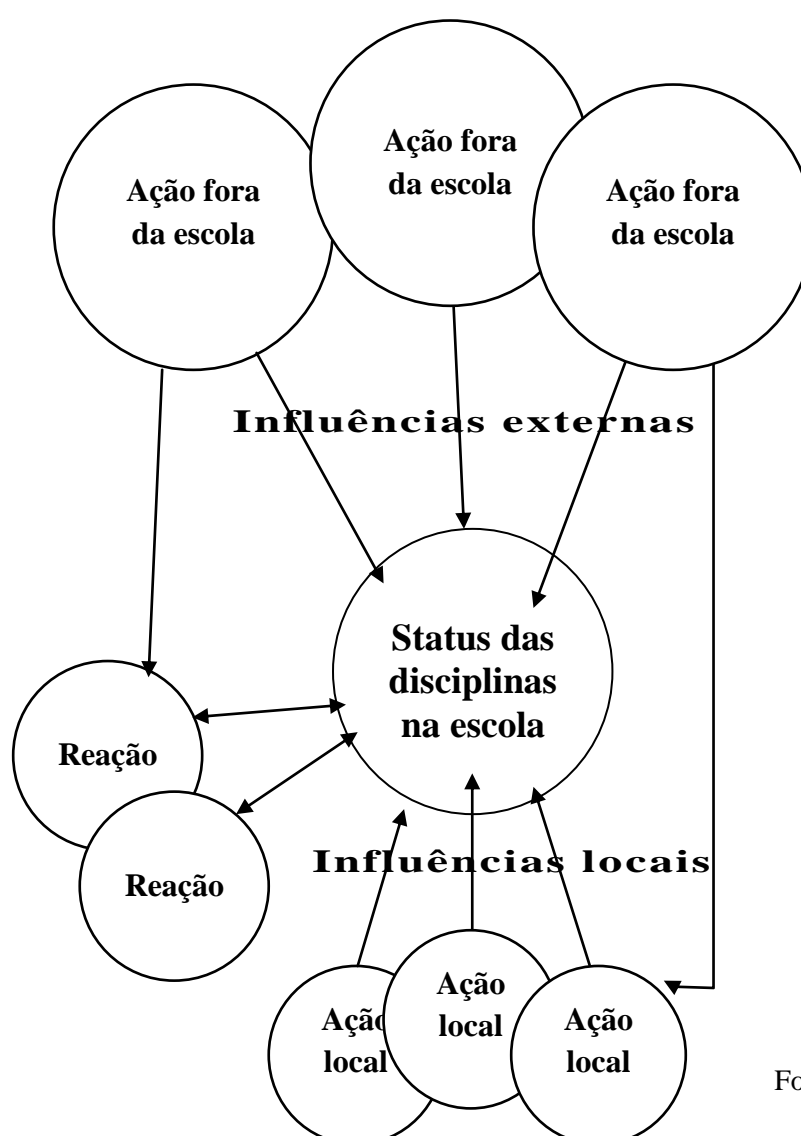 Ação fora
da escola
Ação fora
da escola
Ação fora
da escola
Influências externas
Status das
disciplinas
na escola
Reação
Reação
Influências locais
Ação
local
Ação
local
Ação
local
Fo